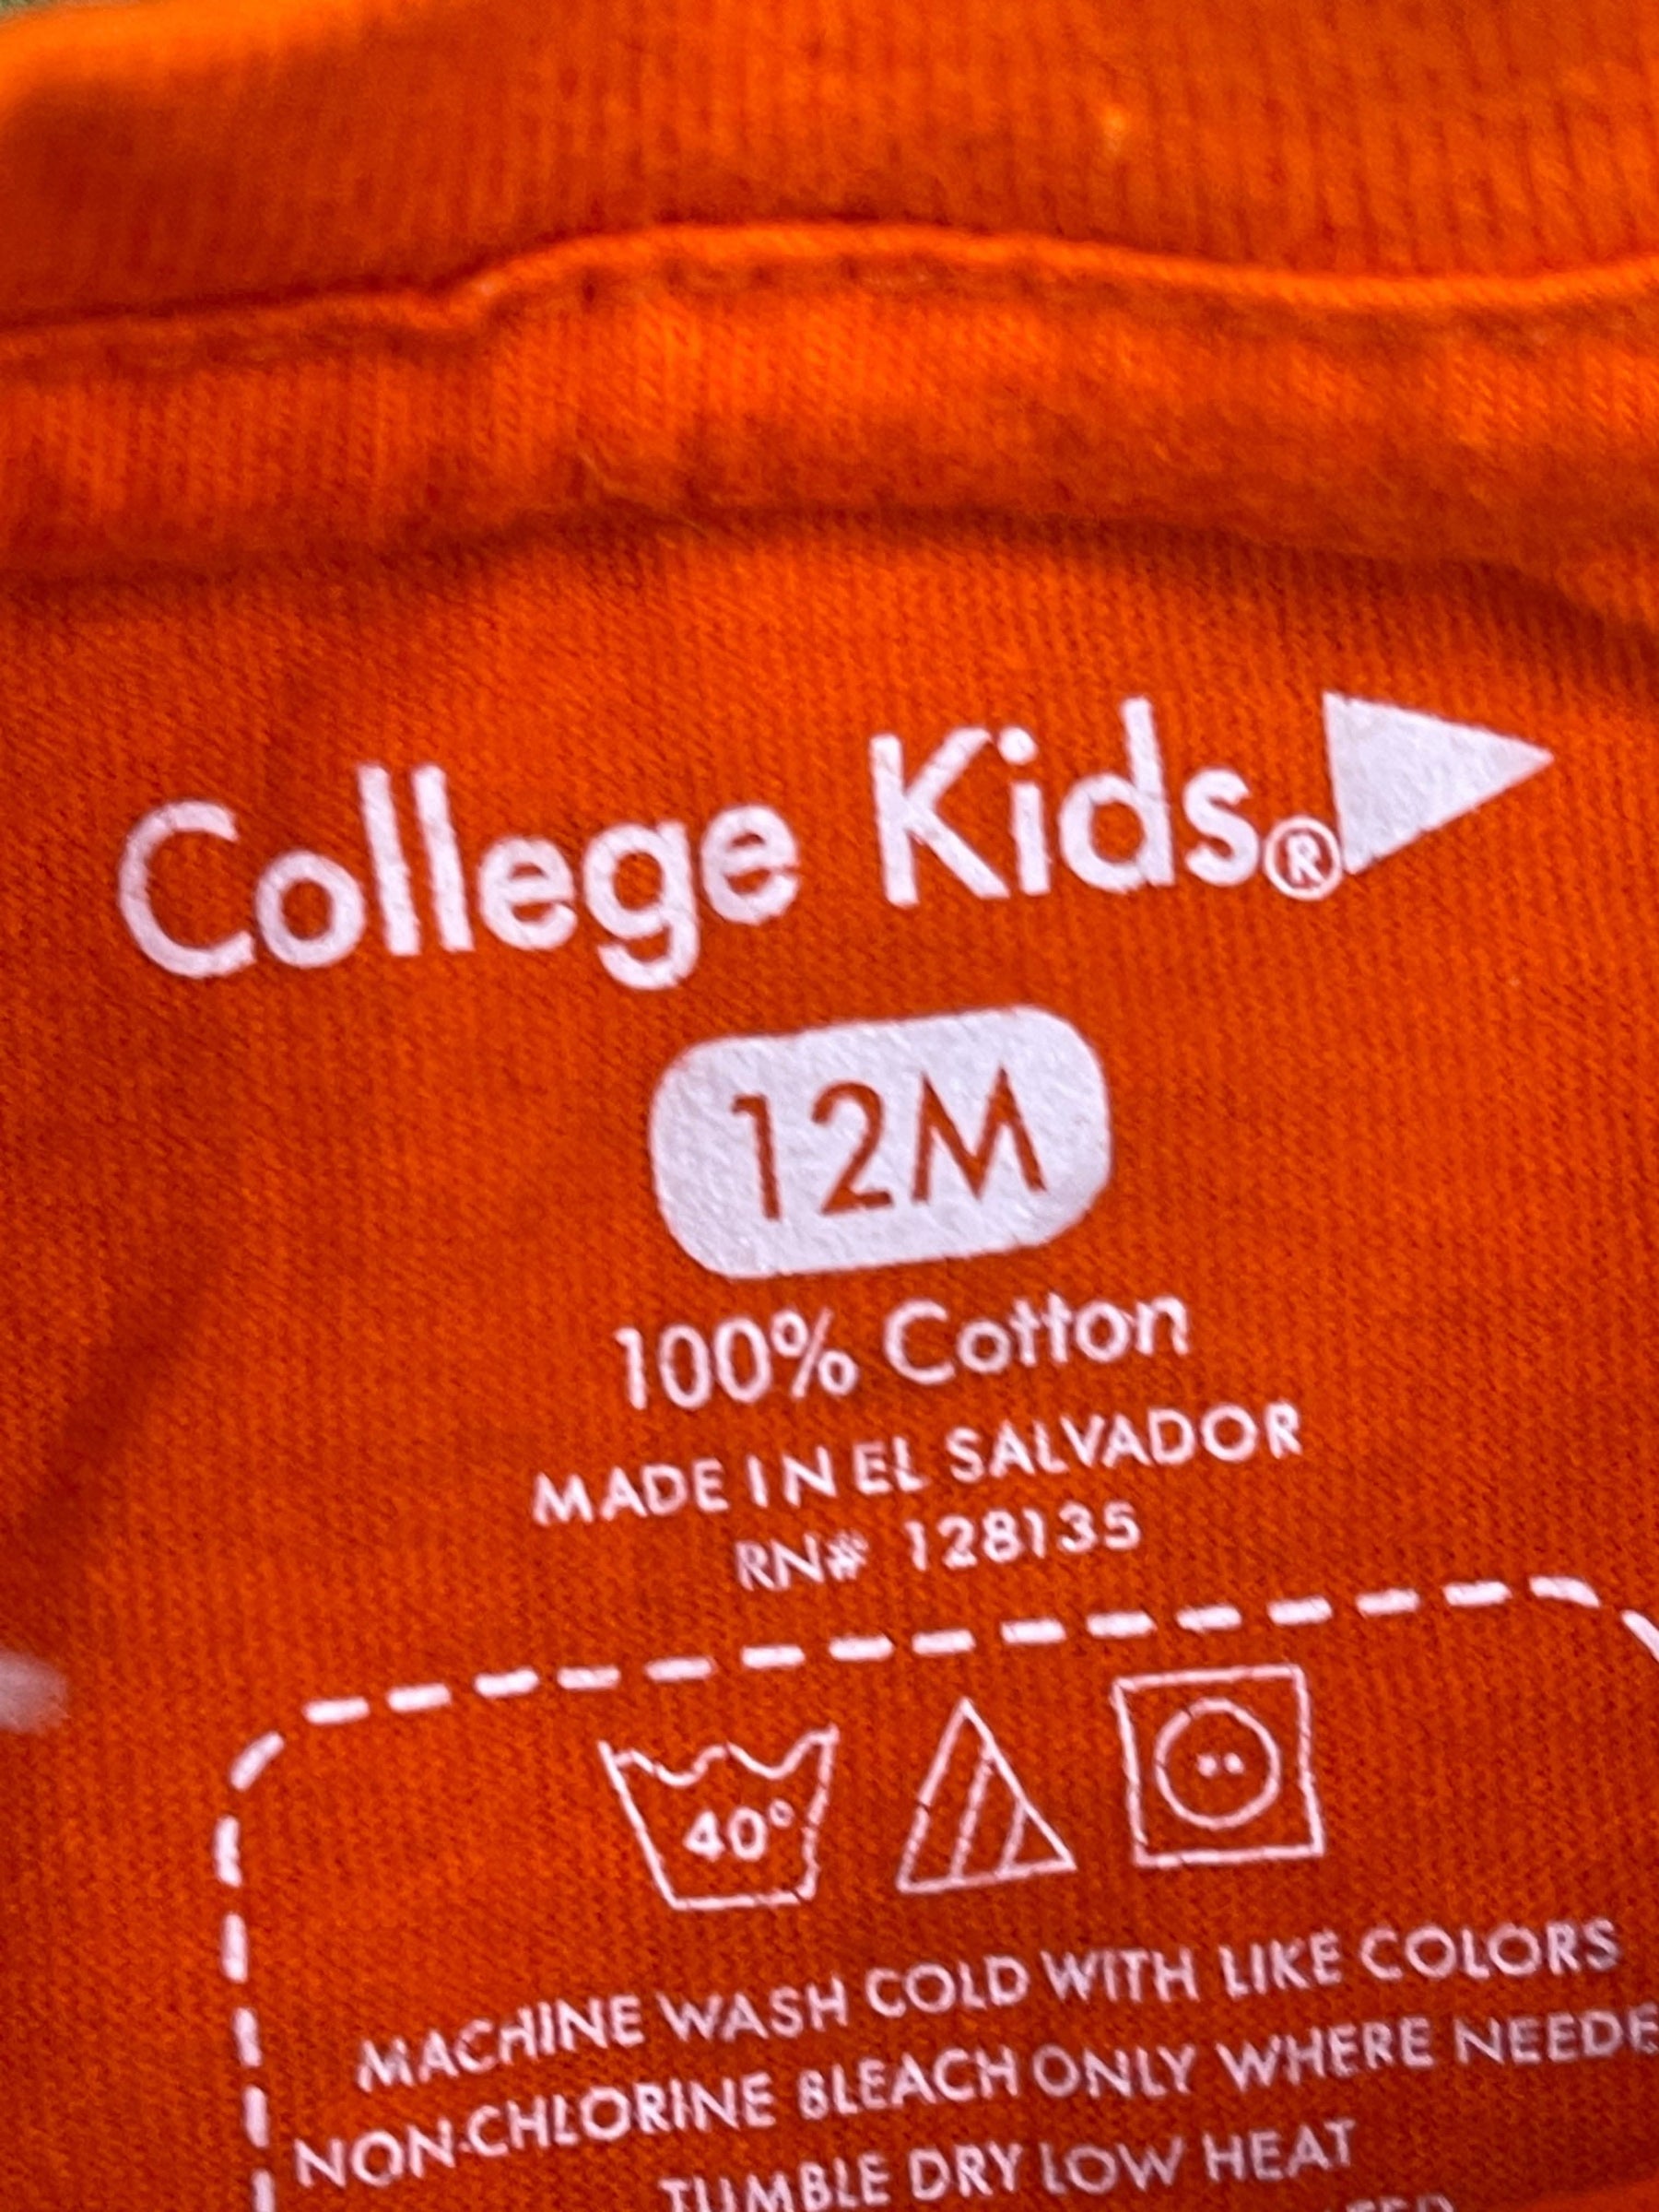 College Kids®
12M
100% Cotton
MADE IN EL SALVADOR
RN# 128135
40°
MACHINE WASH COLD WITH LIKE COLORS
NON-CHLORINE BLEACH ONLY WHERE NEEDE
TUMBLE DRY LOW HEAT